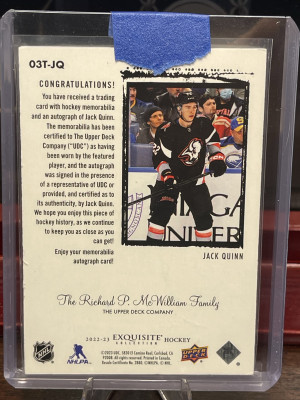 03T-JQ
CONGRATULATIONS!
You have received a trading
card with hockey memorabilia
and an autograph of Jack Quinn.
The memorabilia has been
certified to The Upper Deck
Company ("UDC") as having
been worn by the featured
player, and the autograph
was signed in the presence
of a representative of UDC or
provided, and certified as to
its authenticity, by Jack Quinn.
We hope you enjoy this piece of
hockey history, as we continue
to keep you as close as you
can get!
Enjoy your memorabilia
autograph card!
JACK QUINN
The Richard P. McWilliam Family
THE UPPER DECK COMPANY
2022-23 EXQUISITE HOCKEY
COLLECTION
NHL
NHLPA
UPPER DECK